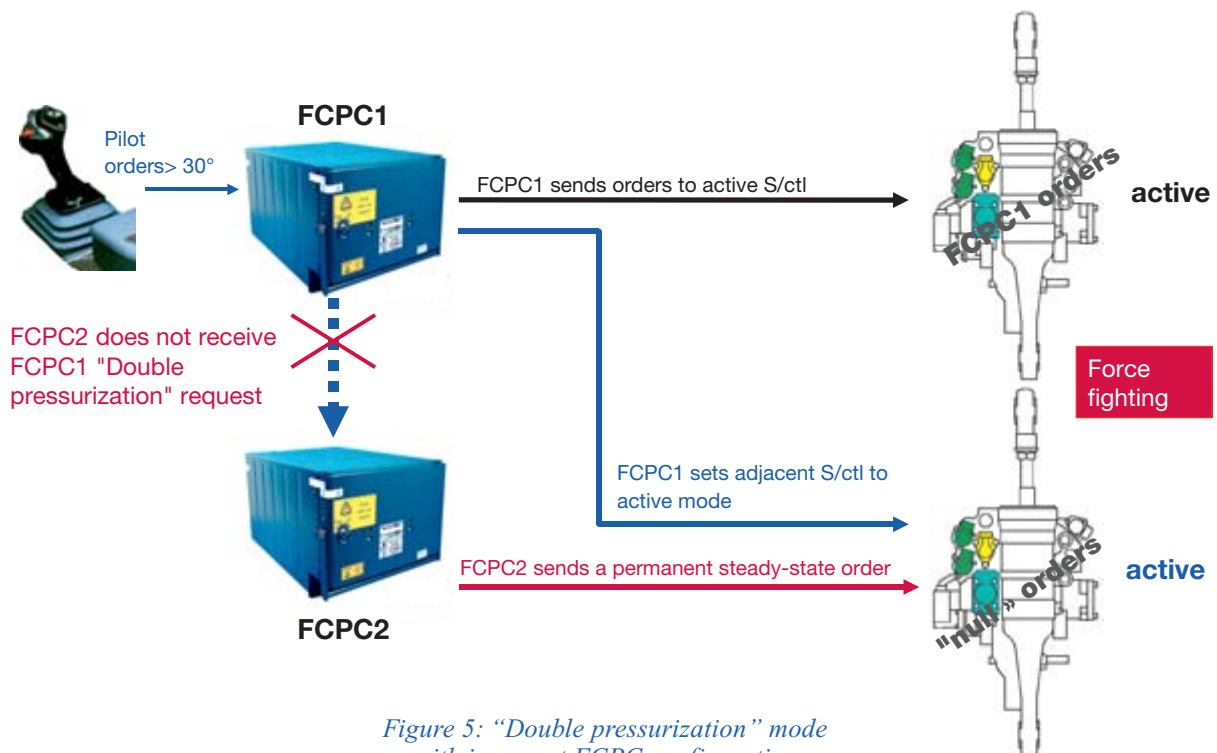 FCPC1
Pilot
orders> 30°
FCPC1 sends orders to active S/ctl
FCPC1 orders
active
FCPC2 does not receive
FCPC1 "Double
pressurization" request
Force
fighting
FCPC1 sets adjacent S/ctl to
active mode
FCPC2 sends a permanent steady-state order
"null » orders
active
FCPC2
Figure 5: “Double pressurization” mode